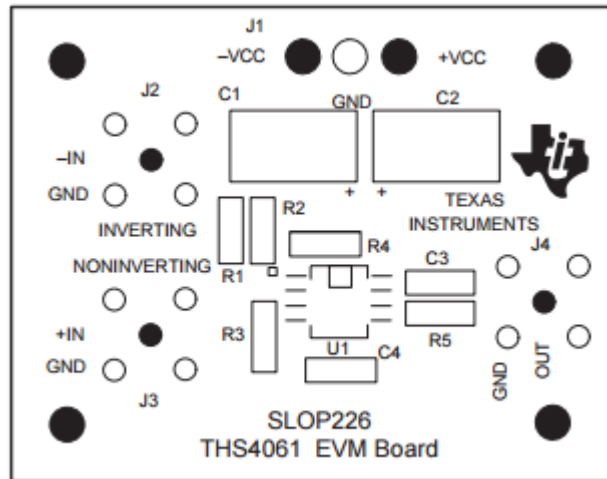 J1
–VCC
+VCC
J2
C1
GND
C2
–IN
GND
+ +
TEXAS
INSTRUMENTS
R2
INVERTING
NONINVERTING
R4
J4
R1
C3
+IN
R3
R5
GND
U1
C4
GND
OUT
J3
SLOP226
THS4061 EVM Board